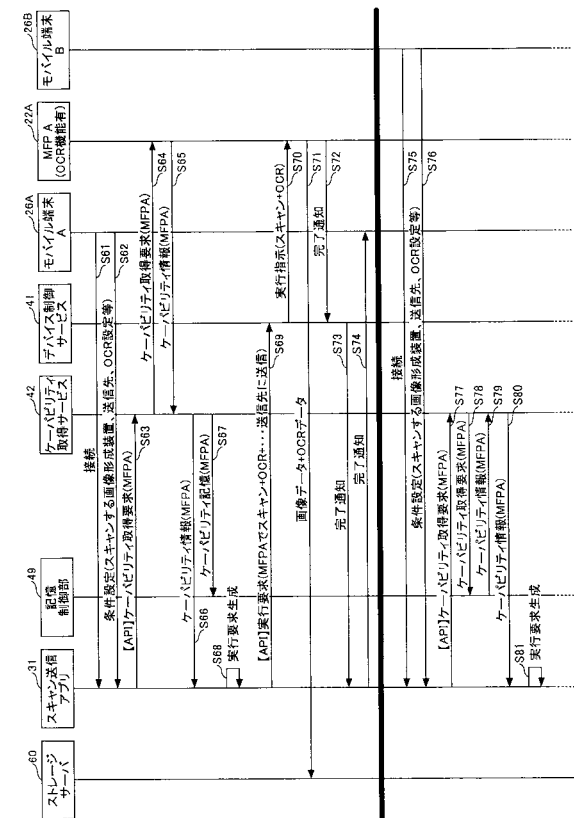 60
ストレージ
サーバ
31
スキャン送信
アプリ
49
記憶
制御部
42
ケーパビリティ
取得サービス
41
デバイス制御
サービス
26A
モバイル端末
A
22A
MFP A
(OCR機能有)
26B
モバイル端末
B
接続
S61
条件設定(スキャンする画像形成装置、送信先、OCR設定等)
S62
【API】ケーパビリティ取得要求(MFPA)
S63
ケーパビリティ取得要求(MFPA)
S64
ケーパビリティ情報(MFPA)
S65
ケーパビリティ情報(MFPA)
S66
ケーパビリティ記憶(MFPA)
S67
S68
実行要求生成
【API】実行要求(MFPAでスキャン+OCR+・・・送信先に送信)
S69
実行指示(スキャン+OCR)
S70
画像データ+OCRデータ
S71
完了通知
S72
完了通知
S73
完了通知
S74
接続
S75
条件設定(スキャンする画像形成装置、送信先、OCR設定等)
S76
【API】ケーパビリティ取得要求(MFPA)
S77
ケーパビリティ取得要求(MFPA)
S78
ケーパビリティ情報(MFPA)
S79
ケーパビリティ情報(MFPA)
S80
S81
実行要求生成